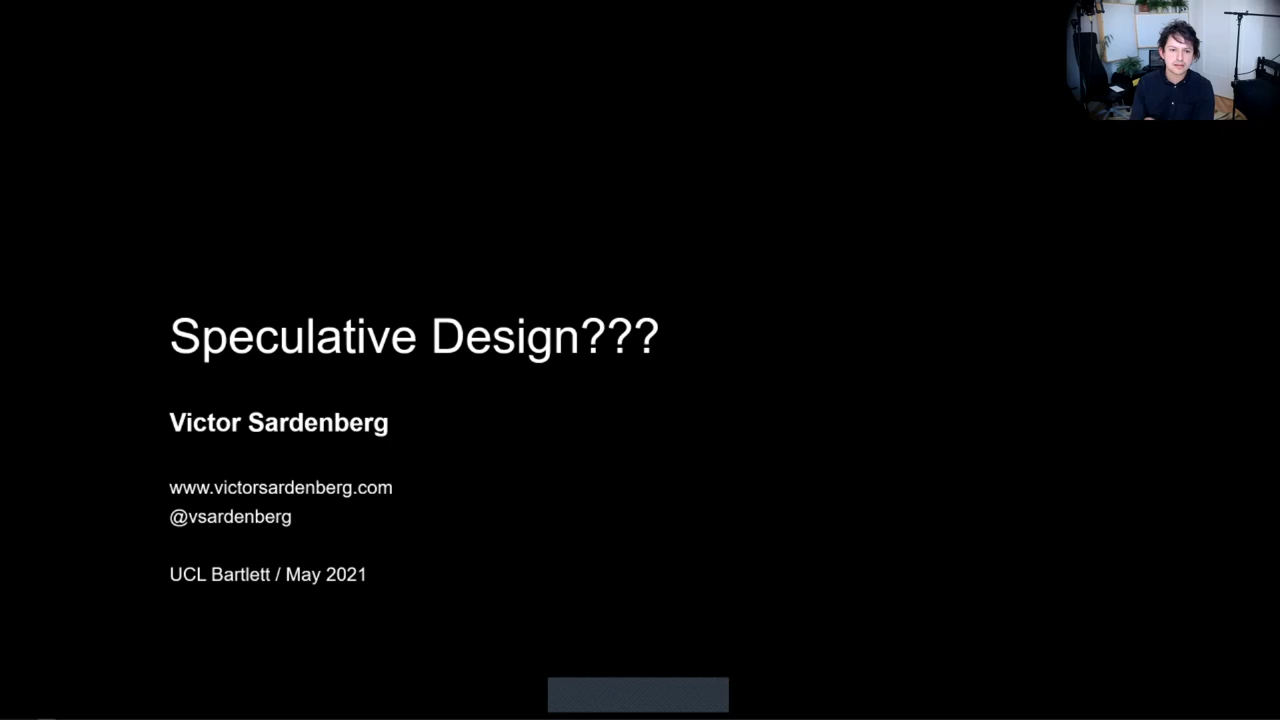 Speculative Design???
Victor Sardenberg
www.victorsardenberg.com
@vsardenberg
UCL Bartlett / May 2021